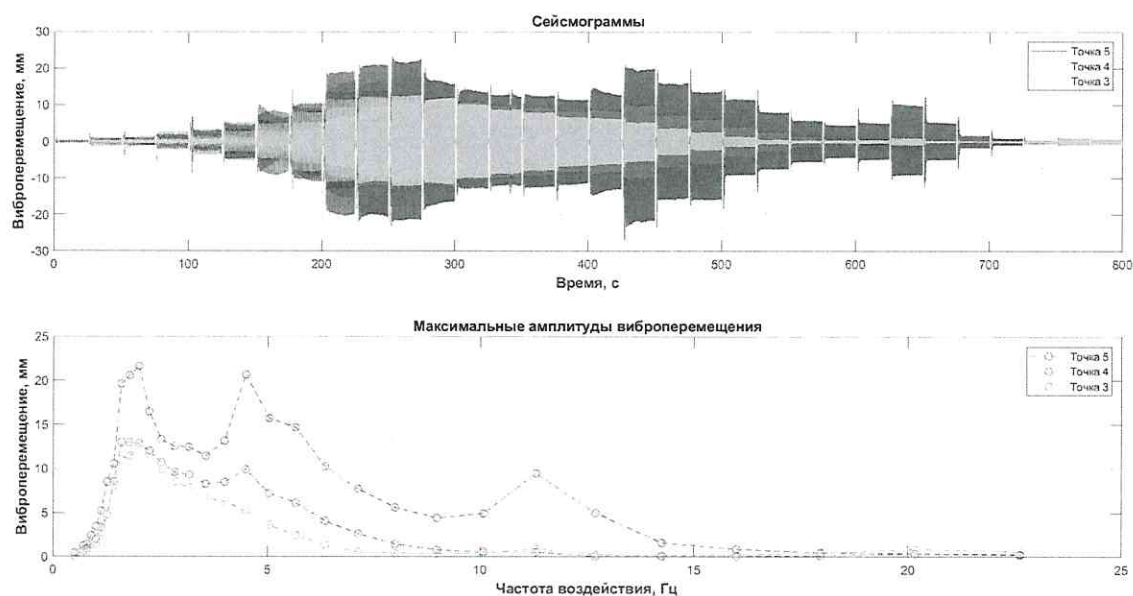 Сейсмограммы
Виброперемещение, мм
30
20
10
0
-10
-20
-30
0 100 200 300 400 500 600 700 800
Время, с
Точка 5
Точка 4
Точка 3
Максимальные амплитуды виброперемещения
Виброперемещение, мм
25
20
15
10
5
0
0 5 10 15 20 25
Частота воздействия, Гц
Точка 5
Точка 4
Точка 3